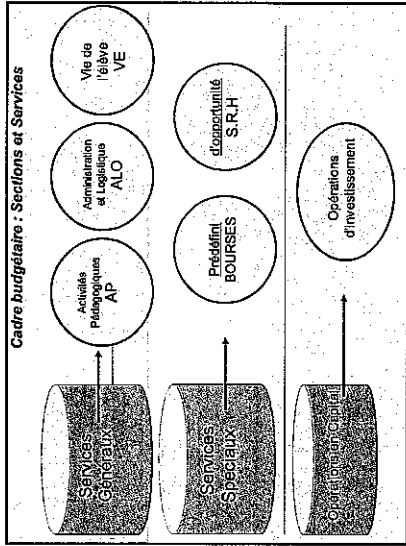 Cadre budgétaire : Sections et Services
Services
Généraux
Activités
Pédagogiques
AP
Administration
et Logistique
ALO
Vie de
l'élève
VE
Services
Spéciaux
Prédéfini
BOURSES
d'opportunité
S.R.H
Opérations en Capital
Opérations
d'investissement